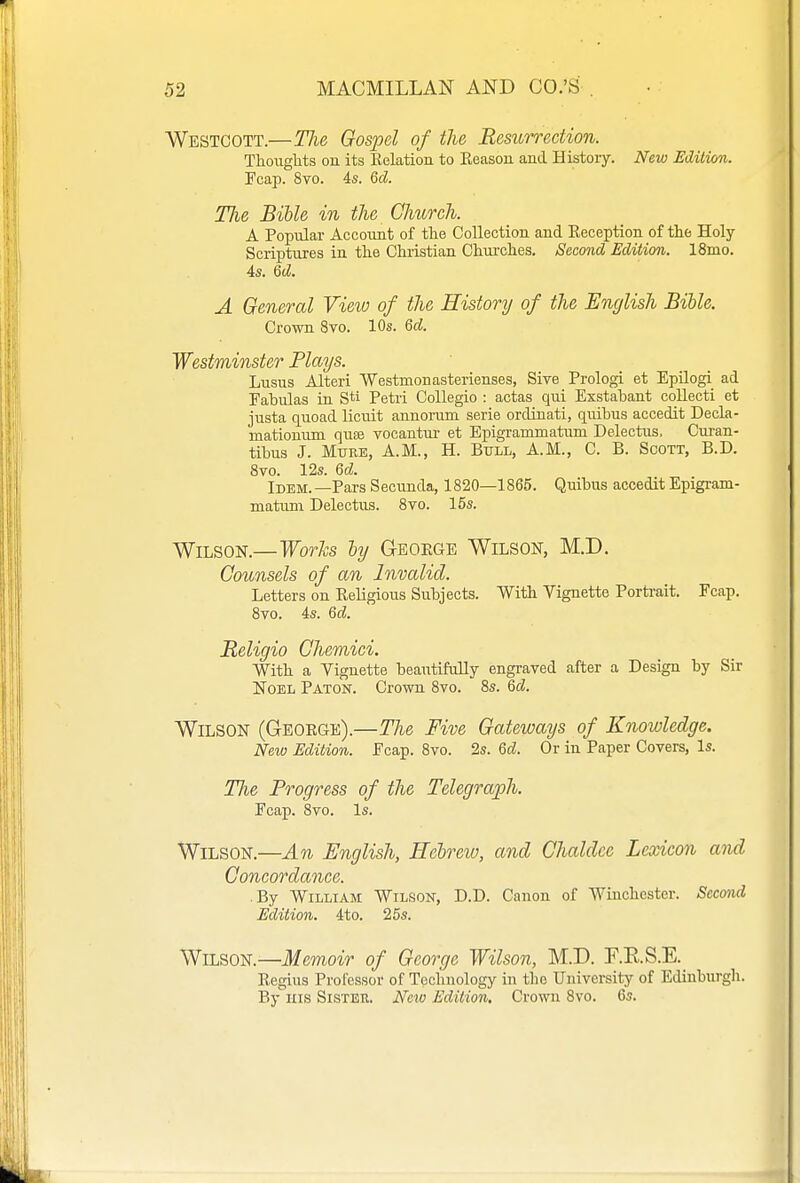 52 MACMILLAN AND CO.'S
WESTCOTT.—The Gospel of the Resurrection.
Thoughts on its Relation to Reason and History. New Edition.
Fcap. 8vo. 4s. 6d.
The Bible in the Church.
A Popular Account of the Collection and Reception of the Holy
Scriptures in the Christian Churches. Second Edition. 18mo.
4s. 6d.
A General View of the History of the English Bible.
Crown 8vo. 10s. 6d.
Westminster Plays.
Lusus Alteri Westmonasterienses, Sive Prologi et Epilogi ad
Fabulas in Sti Petri Collegio : actas qui Exstabant collecti et
justa quoad licuit annorum serie ordinati, quibus accedit Decla-
mationum quæ vocantur et Epigrammatum Delectus. Curan-
tibus J. MURE, A.M., H. BULL, A.M., C. B. SCOTT, B.D.
8vo. 12s. 6d.
IDEM.—Pars Secunda, 1820—1865. Quibus accedit Epigram-
matum Delectus. 8vo. 15s.
WILSON.—Works by GEORGE WILSON, M.D.
Counsels of an Invalid.
Letters on Religious Subjects. With Vignette Portrait. Fcap.
8vo. 4s. 6d.
Religio Chemici.
With a Vignette beautifully engraved after a Design by Sir
NOEL PATON. Crown 8vo. 8s. 6d.
WILSON (GEORGE).—The Five Gateways of Knowledge.
New Edition. Fcap. 8vo. 2s. 6d. Or in Paper Covers, 1s.
The Progress of the Telegraph.
Fcap. 8vo. 1s.
WILSON.—An English, Hebrew, and Chaldee Lexicon and
Concordance.
By WILLIAM WILSON, D.D. Canon of Winchester. Second
Edition. 4to. 25s.
WILSON.—Memoir of George Wilson, M.D. F.R.S.E.
Regius Professor of Technology in the University of Edinburgh.
By HIS SISTER. New Edition. Crown 8vo. 6s.